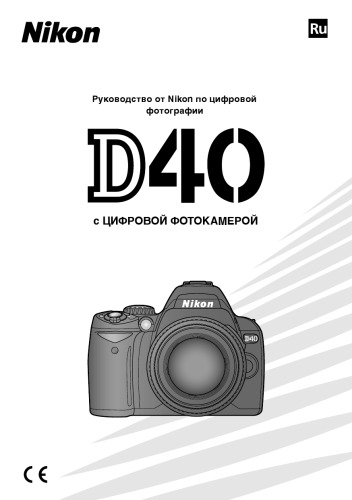 Nikon
Ru
Руководство от Nikon по цифровой
фотографии
D40
с ЦИФРОВОЙ ФОТОКАМЕРОЙ
Nikon
D40
CE